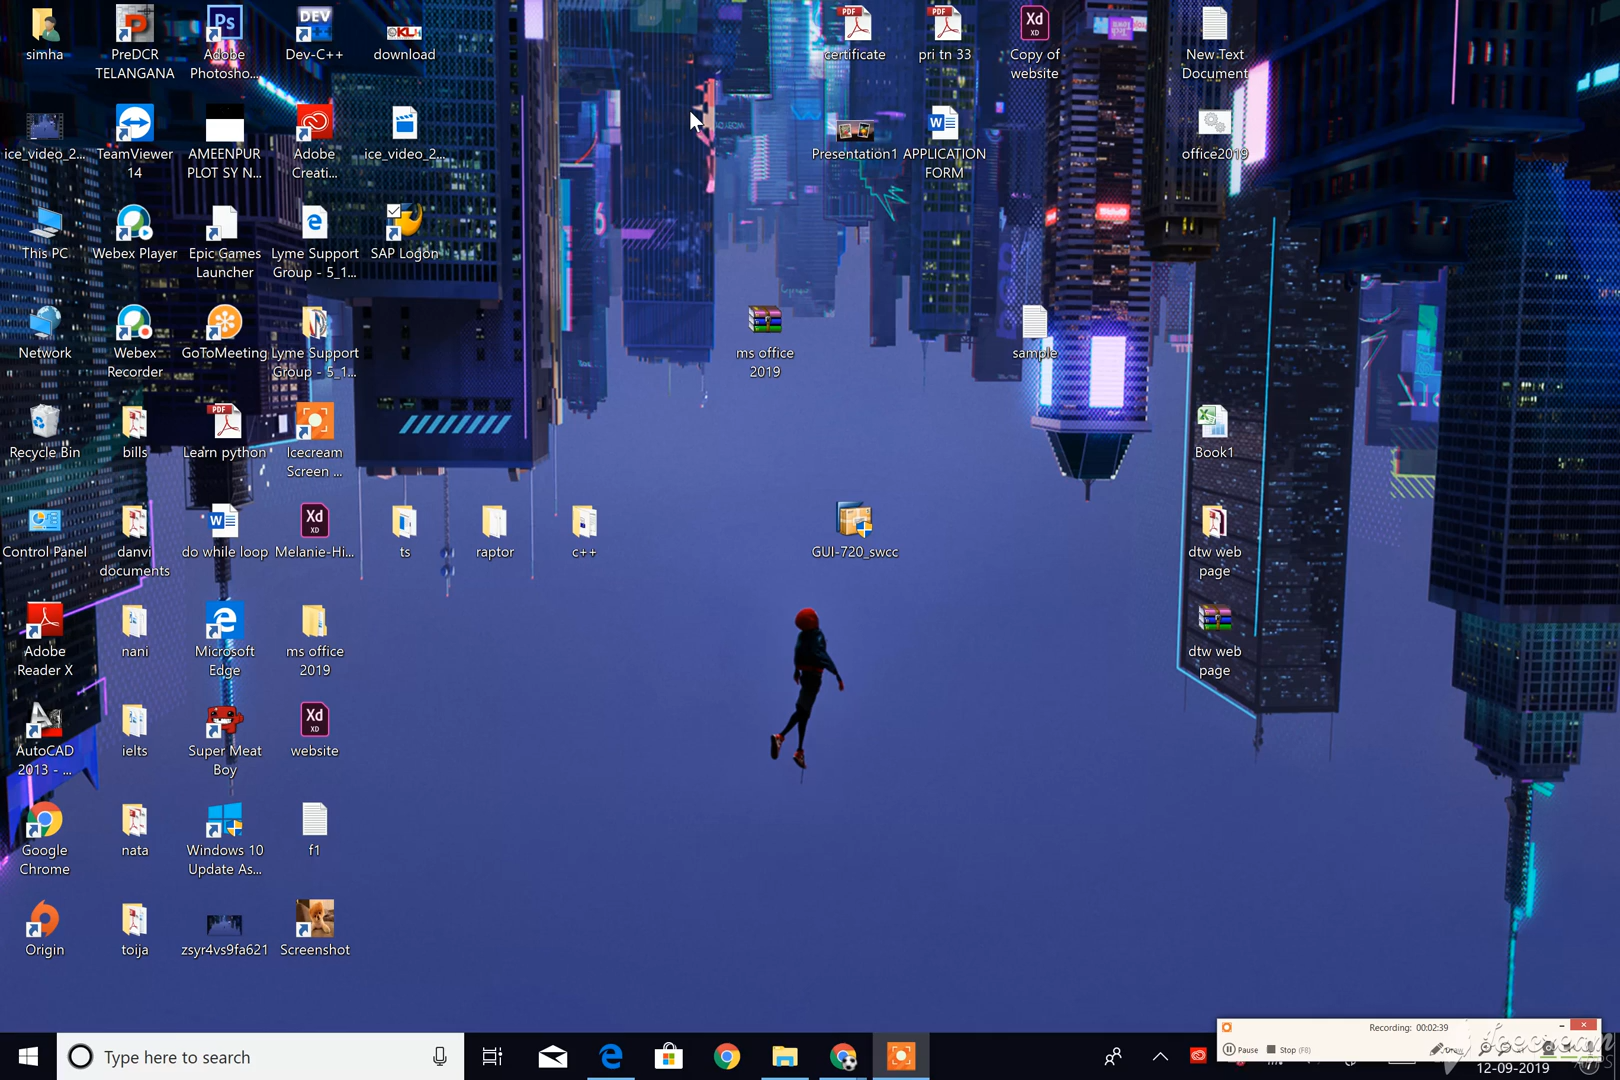 simha
PreDCR
TELANGANA
Adobe
Photosho...
Dev-C++
download
certificate
pri tn 33
Copy of
website
New Text
Document
ice_video_2...
TeamViewer
14
AMEENPUR
PLOT SY N...
Adobe
Creati...
ice_video_2...
Presentation1
APPLICATION
FORM
office2019
This PC
Webex Player
Epic Games
Launcher
Lyme Support
Group - 5_1...
SAP Logon
Network
Webex
Recorder
GoToMeeting
Lyme Support
Group - 5_1...
ms office
2019
sample
Recycle Bin
bills
Learn python
Icecream
Screen ...
Book1
Control Panel
danvi
documents
do while loop
Melanie-Hi...
ts
raptor
c++
GUI-720_swcc
dtw web
page
Adobe
Reader X
nani
Microsoft
Edge
ms office
2019
dtw web
page
AutoCAD
2013 - ...
ielts
Super Meat
Boy
website
Google
Chrome
nata
Windows 10
Update As...
f1
Origin
toija
zsyr4vs9fa621
Screenshot
Type here to search
Recording: 00:02:39
Pause
Stop (F8)
Draw
12-09-2019